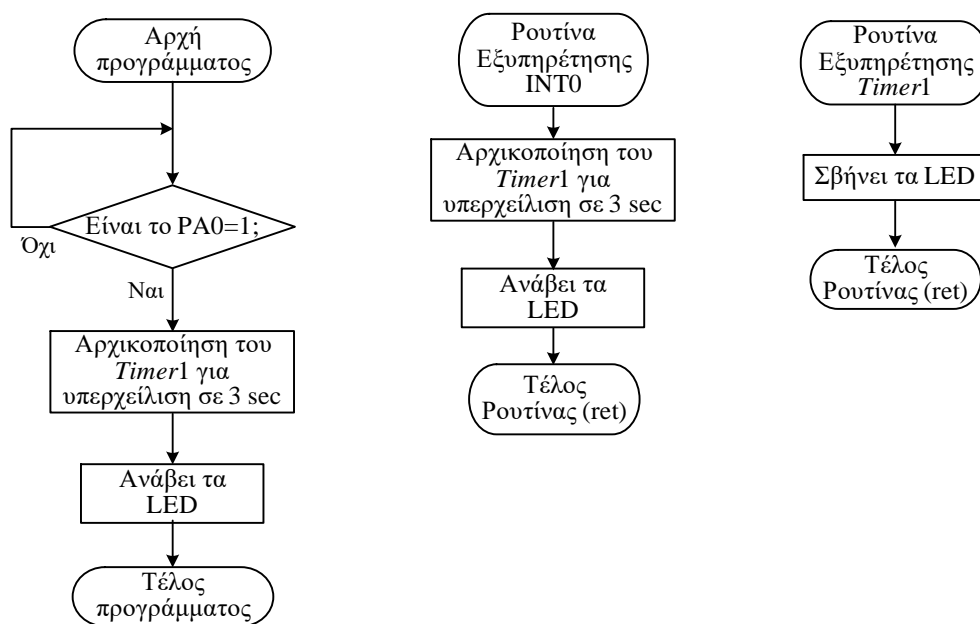 Αρχή
προγράμματος
Είναι το PA0=1;
Όχι
Ναι
Αρχικοποίηση του
Timer1 για
υπερχείλιση σε 3 sec
Ανάβει τα
LED
Τέλος
προγράμματος
Ρουτίνα
Εξυπηρέτησης
INT0
Αρχικοποίηση του
Timer1 για
υπερχείλιση σε 3 sec
Ανάβει τα
LED
Τέλος
Ρουτίνας (ret)
Ρουτίνα
Εξυπηρέτησης
Timer1
Σβήνει τα LED
Τέλος
Ρουτίνας (ret)